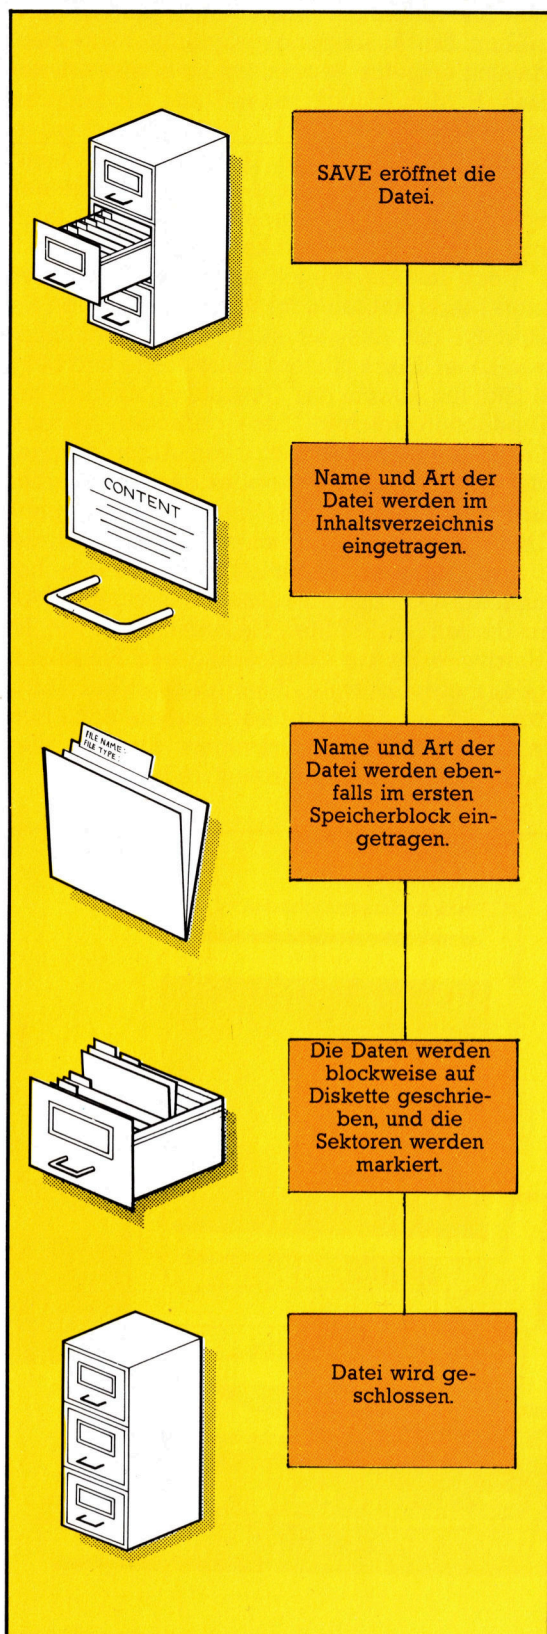 SAVE eröffnet die
Datei.
CONTENT
Name und Art der
Datei werden im
Inhaltsverzeichnis
eingetragen.
FILE NAME:
FILE TYPE:
Name und Art der
Datei werden eben-
falls im ersten
Speicherblock ein-
getragen.
Die Daten werden
blockweise auf
Diskette geschrie-
ben, und die
Sektoren werden
markiert.
Datei wird ge-
schlossen.